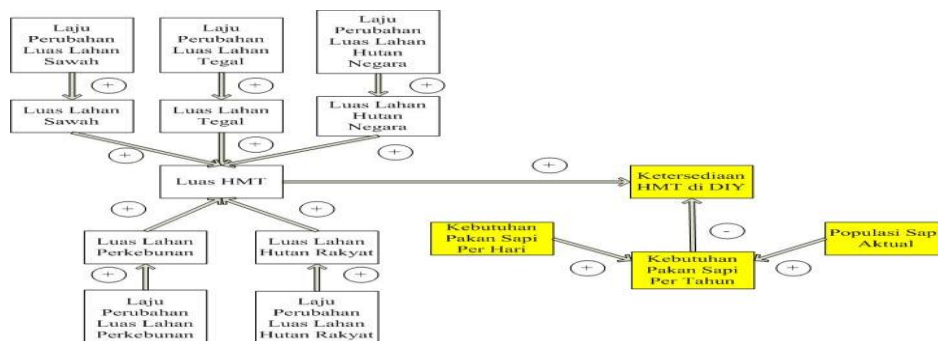 Laju
Perubahan
Luas Lahan
Sawah
Laju
Perubahan
Luas Lahan
Tegal
Laju
Perubahan
Luas Lahan
Hutan
Negara
+
+
+
Luas Lahan
Sawah
Luas Lahan
Tegal
Luas Lahan
Hutan
Negara
+
+
+
Luas HMT
+
Ketersediaan
HMT di DIY
+
+
-
Luas Lahan
Perkebunan
Luas Lahan
Hutan Rakyat
Kebutuhan
Pakan Sapi
Per Hari
Populasi Sapi
Aktual
+
+
+
+
Kebutuhan
Pakan Sapi
Per Tahun
Laju
Perubahan
Luas Lahan
Perkebunan
Laju
Perubahan
Luas Lahan
Hutan Rakyat